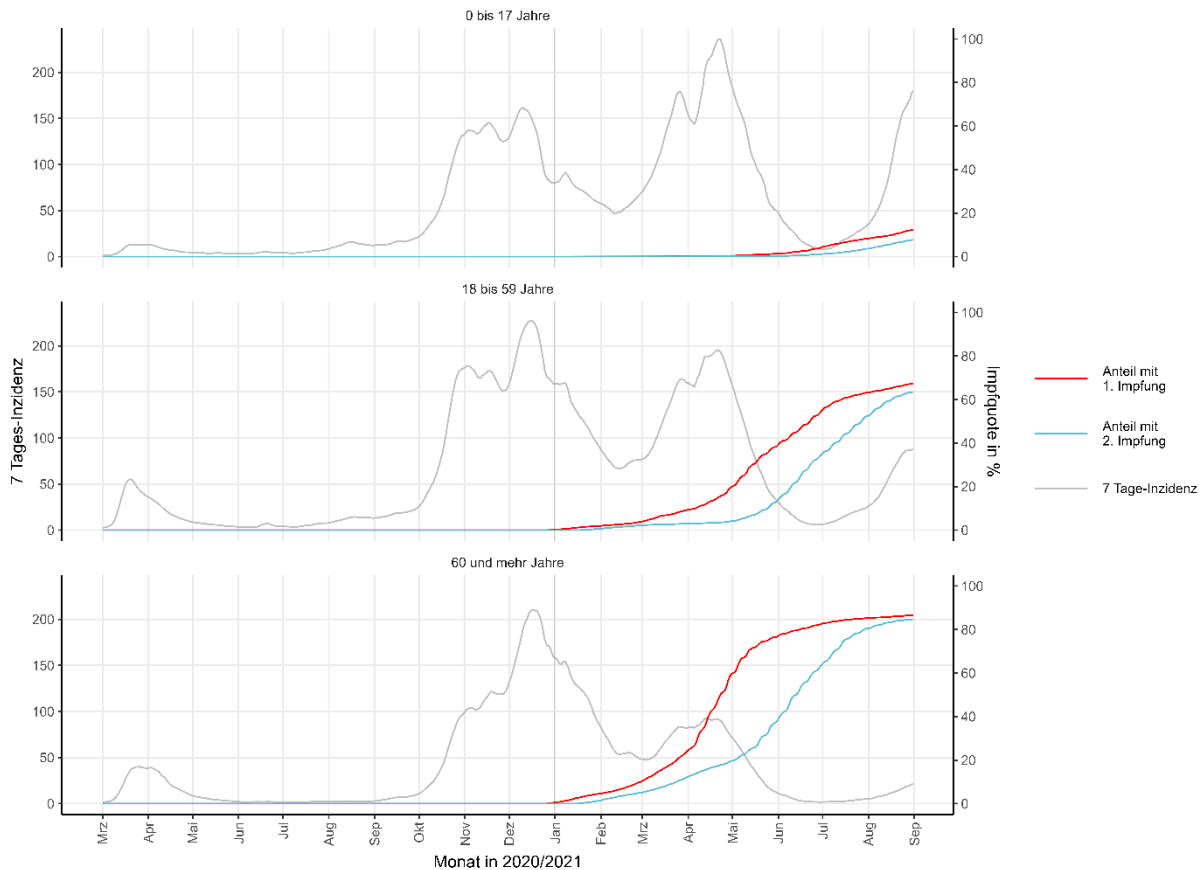 0 bis 17 Jahre
200
150
100
50
0
100
80
60
40
20
0
18 bis 59 Jahre
200
150
100
50
0
100
80
60
40
20
0
60 und mehr Jahre
200
150
100
50
0
100
80
60
40
20
0
7 Tages-Inzidenz
Impfquote in %
Anteil mit
1. Impfung
Anteil mit
2. Impfung
7 Tage-Inzidenz
Mrz
Apr
Mai
Jun
Jul
Aug
Sep
Okt
Nov
Dez
Jan
Feb
Mrz
Apr
Mai
Jun
Jul
Aug
Sep
Monat in 2020/2021